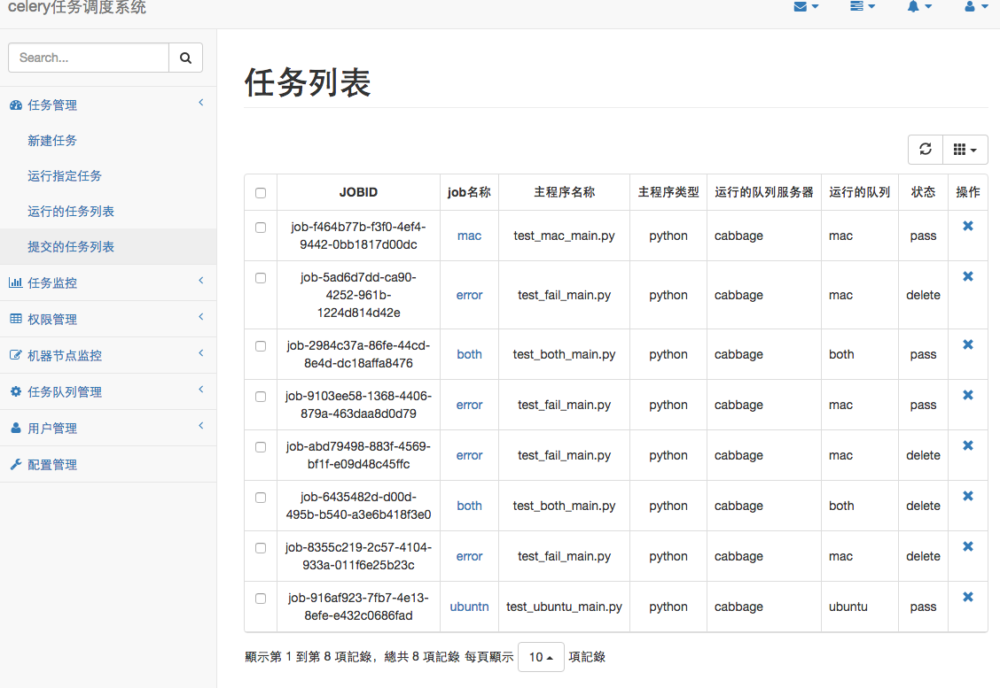 celery任务调度系统
Search...
任务管理
新建任务
运行指定任务
运行的任务列表
提交的任务列表
任务监控
权限管理
机器节点监控
任务队列管理
用户管理
配置管理
任务列表
JOBID job名称 主程序名称 主程序类型 运行的队列服务器 运行的队列 状态 操作
job-f464b77b-f3f0-4ef4-
9442-0bb1817d00dc mac test_mac_main.py python cabbage mac pass
job-5ad6d7dd-ca90-
4252-961b- error test_fail_main.py python cabbage mac delete
1224d814d42e
job-2984c37a-86fe-44cd-
8e4d-dc18affa8476 both test_both_main.py python cabbage both pass
job-9103ee58-1368-4406-
879a-463daa8d0d79 error test_fail_main.py python cabbage mac pass
job-abd79498-883f-4569-
bf1f-e09d48c45ffc error test_fail_main.py python cabbage mac delete
job-6435482d-d00d-
495b-b540-a3e6b418f3e0 both test_both_main.py python cabbage both delete
job-8355c219-2c57-4104-
933a-011f6e25b23c error test_fail_main.py python cabbage mac delete
job-916af923-7fb7-4e13-
8efe-e432c0686fad ubuntn test_ubuntu_main.py python cabbage ubuntu pass
顯示第 1 到第 8 項記錄，總共 8 項記錄 每頁顯示 10 項記錄